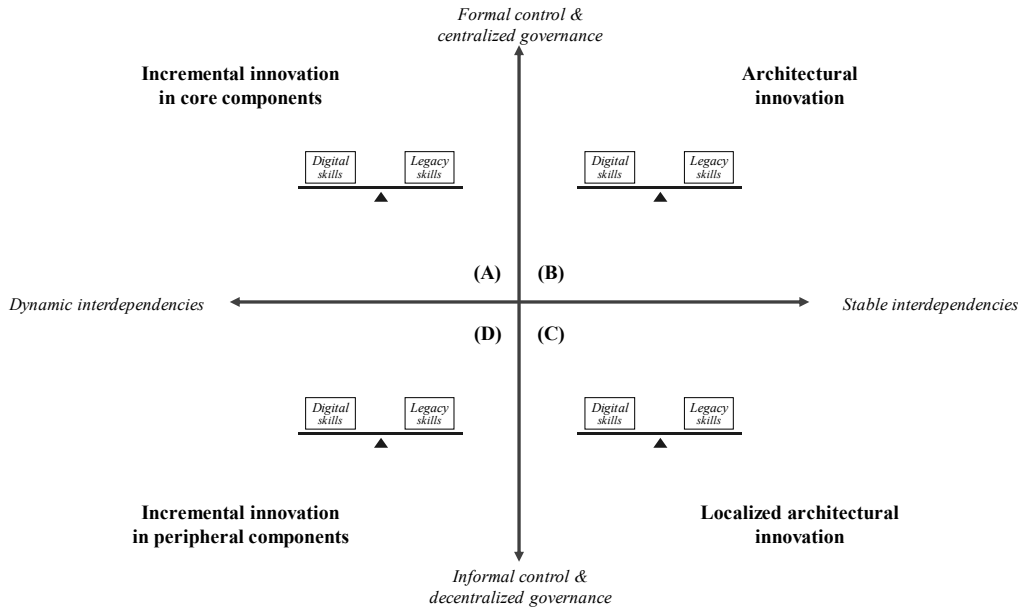 Formal control &
centralized governance
Incremental innovation
in core components
Architectural
innovation
Digital
skills
Legacy
skills
Digital
skills
Legacy
skills
(A)
(B)
Dynamic interdependencies
Stable interdependencies
(D)
(C)
Digital
skills
Legacy
skills
Digital
skills
Legacy
skills
Incremental innovation
in peripheral components
Localized architectural
innovation
Informal control &
decentralized governance